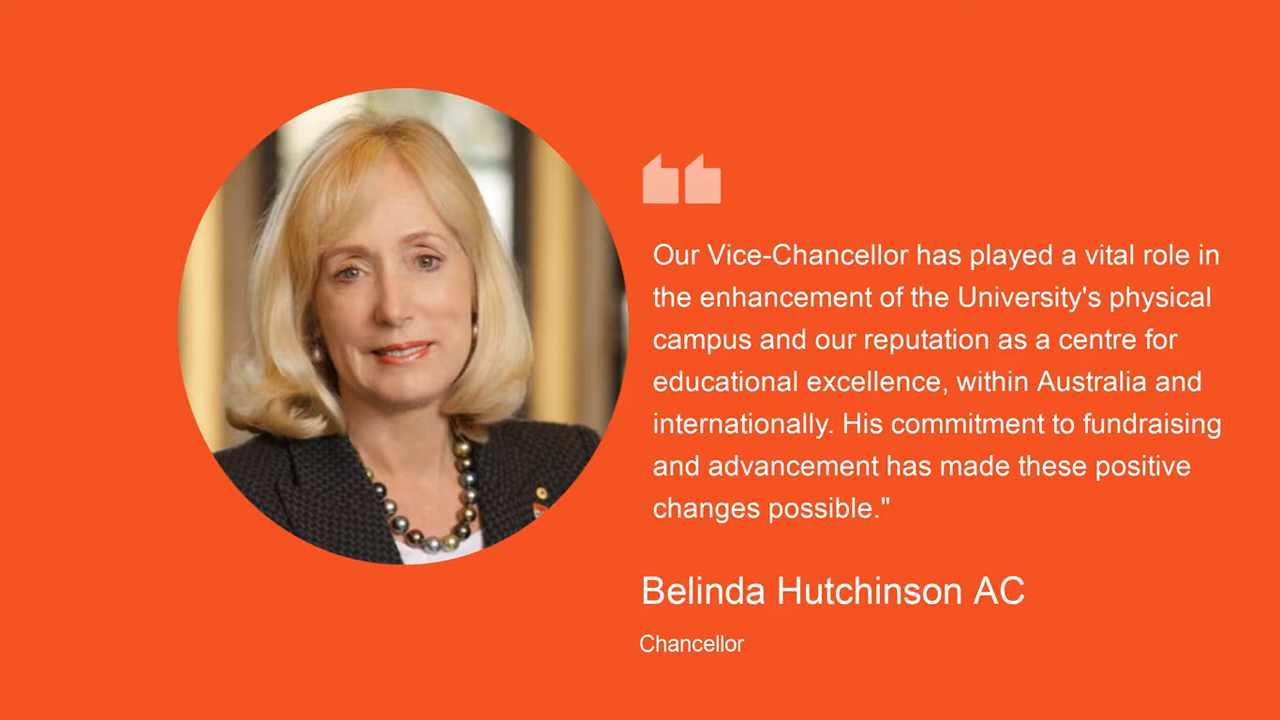 Our Vice-Chancellor has played a vital role in
the enhancement of the University's physical
campus and our reputation as a centre for
educational excellence, within Australia and
internationally. His commitment to fundraising
and advancement has made these positive
changes possible."
Belinda Hutchinson AC
Chancellor